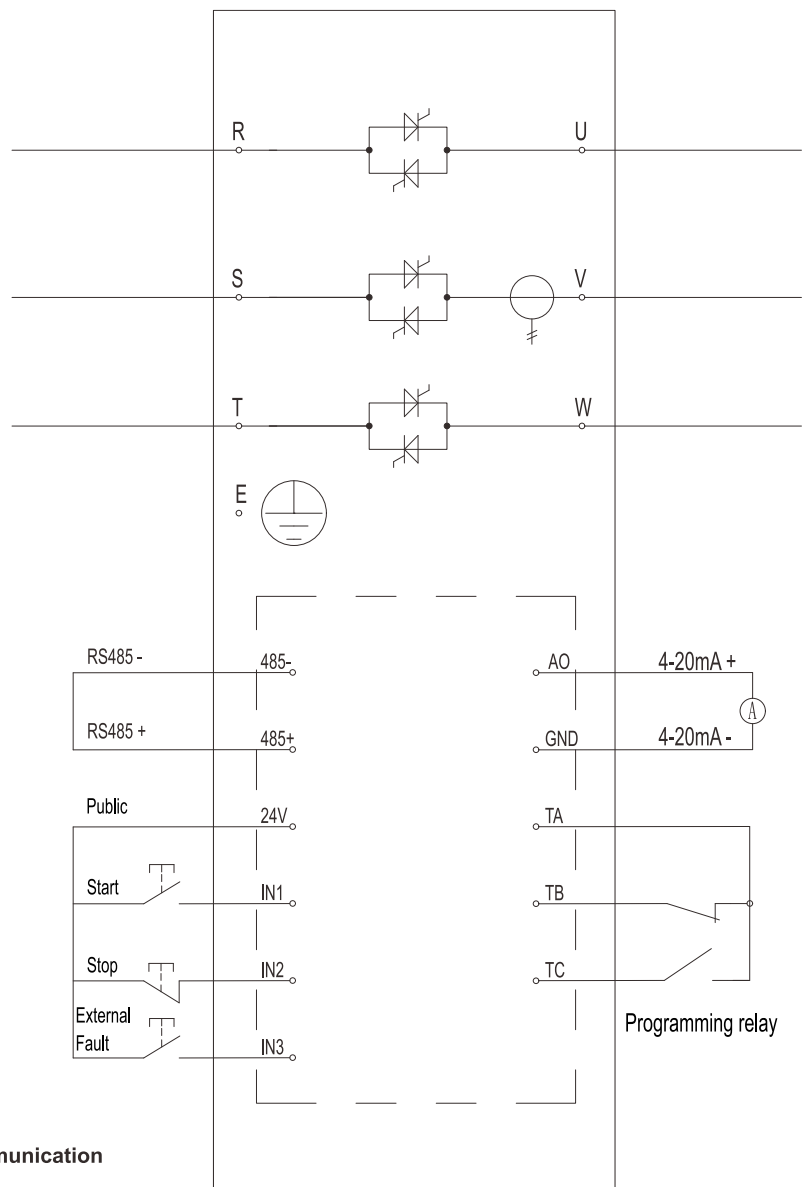 R
U
S
V
T
W
E
RS485 -
485-
AO
4-20mA +
A
RS485 +
485+
GND
4-20mA -
Public
24V
TA
Start
IN1
TB
Stop
IN2
TC
External
Fault
IN3
Programming relay